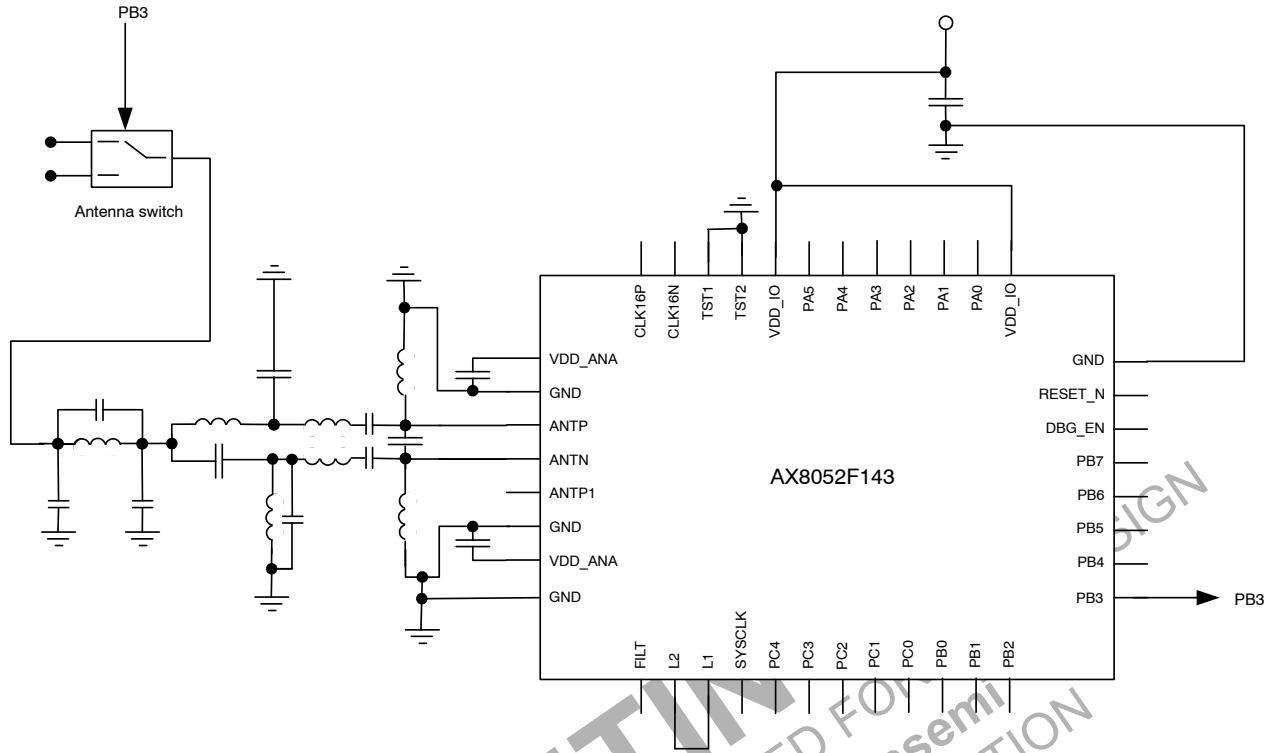 PB3
Antenna switch
CLK16P
CLK16N
TST1
TST2
VDD_IO
PA5
PA4
PA3
PA2
PA1
PA0
VDD_IO
VDD_ANA
GND
ANTP
ANTN
ANTP1
GND
VDD_ANA
GND
AX8052F143
GND
RESET_N
DBG_EN
PB7
PB6
PB5
PB4
PB3
PB3
FILT
L2
L1
SYSCLK
PC4
PC3
PC2
PC1
PC0
PB0
PB1
PB2